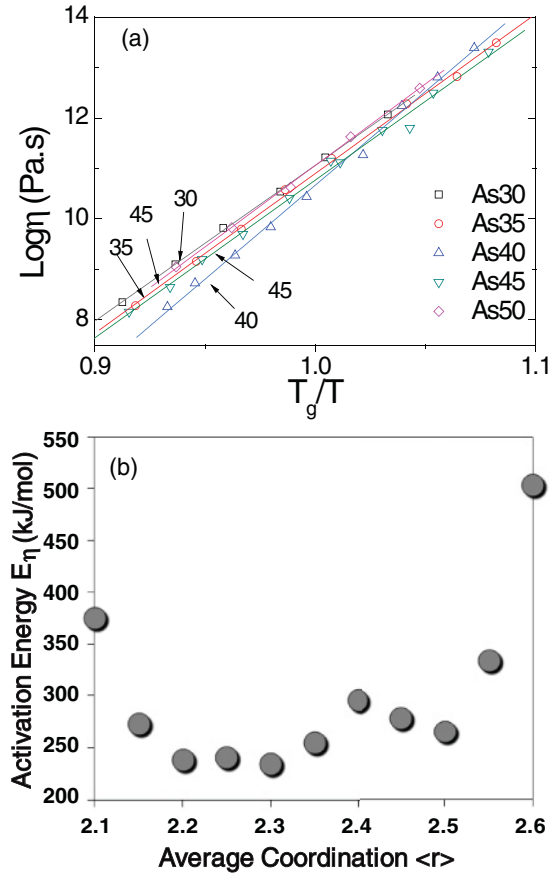 14
(a)
12
10
8
Logη (Pa.s)
45
30
35
45
40
As30
As35
As40
As45
As50
0.9
1.0
1.1
Tg/T
550
(b)
500
450
400
350
300
250
200
Activation Energy Eη (kJ/mol)
2.1 2.2 2.3 2.4 2.5 2.6
Average Coordination <r>